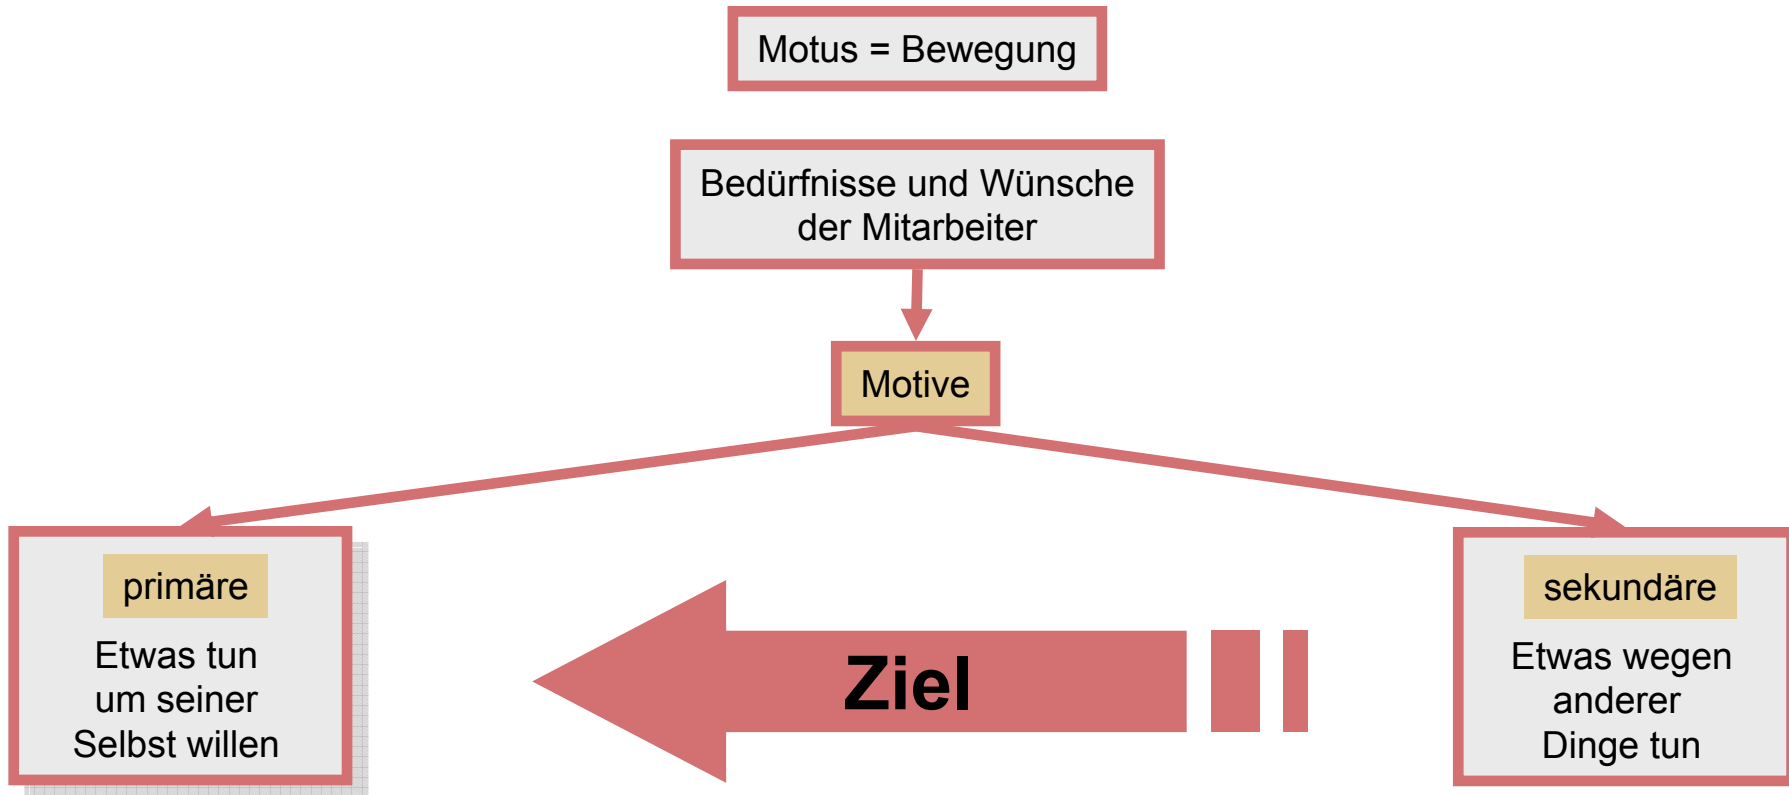 Motus = Bewegung
Bedürfnisse und Wünsche
der Mitarbeiter
Motive
primäre
Etwas tun
um seiner
Selbst willen
Ziel
sekundäre
Etwas wegen
anderer
Dinge tun